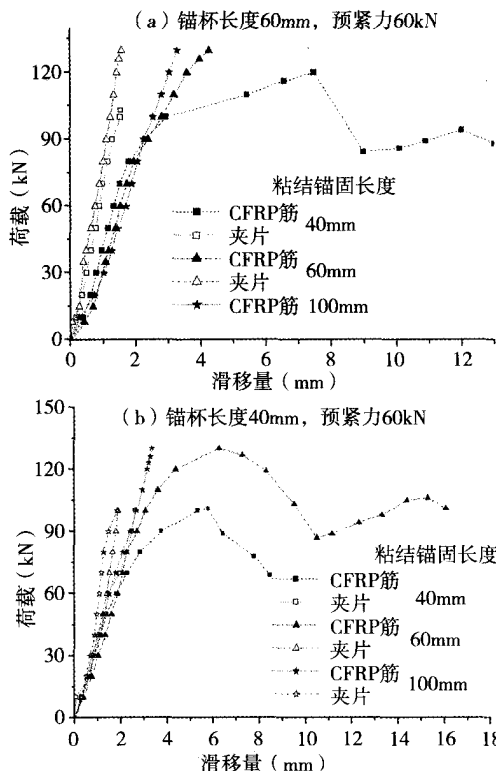 (a) 锚杯长度60mm，预紧力60kN
荷载 (kN)
120
90
60
30
0
粘结锚固长度
CFRP筋
夹片
40mm
CFRP筋
夹片
60mm
CFRP筋 100mm
0 2 4 6 8 10 12
滑移量 (mm)
(b) 锚杯长度40mm，预紧力60kN
荷载 (kN)
150
120
90
60
30
0
粘结锚固长度
CFRP筋
夹片
40mm
CFRP筋
夹片
60mm
CFRP筋
夹片
100mm
0 2 4 6 8 10 12 14 16 18
滑移量 (mm)